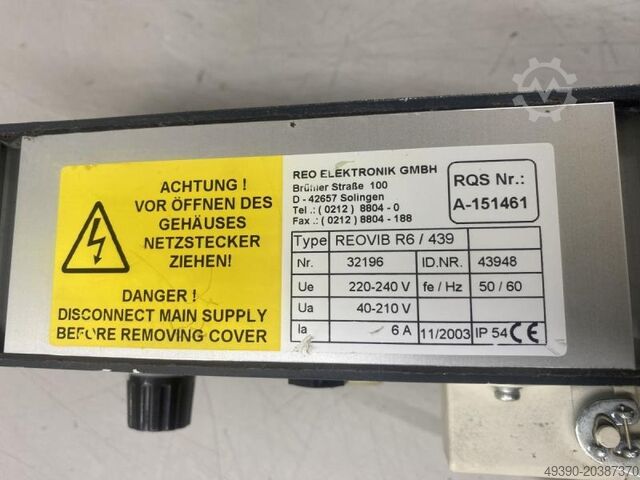 ACHTUNG !
VOR ÖFFNEN DES
GEHÄUSES
NETZSTECKER
ZIEHEN!
DANGER !
DISCONNECT MAIN SUPPLY
BEFORE REMOVING COVER
REO ELEKTRONIK GMBH
Brühler Straße 100
D - 42657 Solingen
Tel .: ( 0212 ) 8804 - 0
Fax .: ( 0212 ) 8804 - 188
RQS Nr.:
A-151461
Type REOVIB R6 / 439
Nr. 32196 ID.NR. 43948
Ue 220-240 V fe / Hz 50 / 60
Ua 40-210 V
Ia 6 A 11/2003 IP 54 CE
49390-20387370